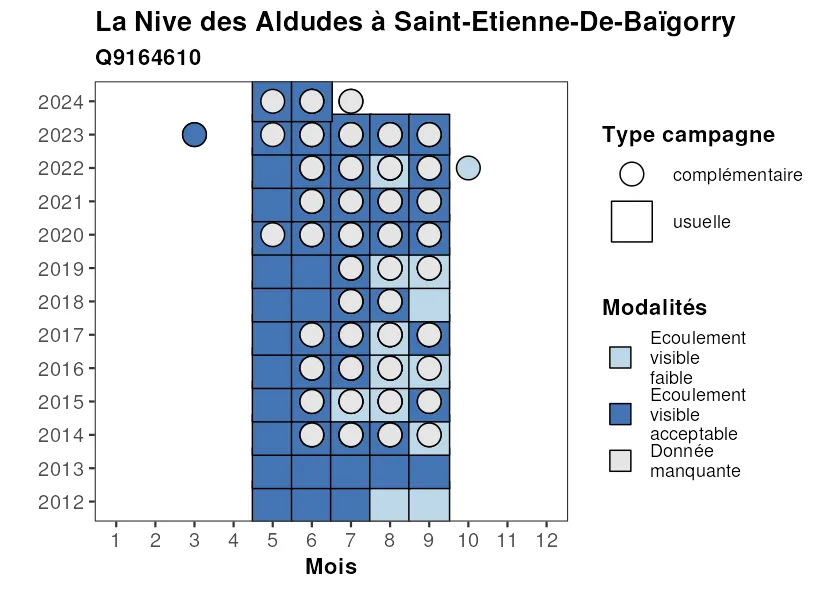 La Nive des Aldudes à Saint-Etienne-De-Baïgorry
Q9164610
2024
2023
2022
2021
2020
2019
2018
2017
2016
2015
2014
2013
2012
1 2 3 4 5 6 7 8 9 10 11 12
Mois
Type campagne
complémentaire
usuelle
Modalités
Ecoulement
visible
faible
Ecoulement
visible
acceptable
Donnée
manquante